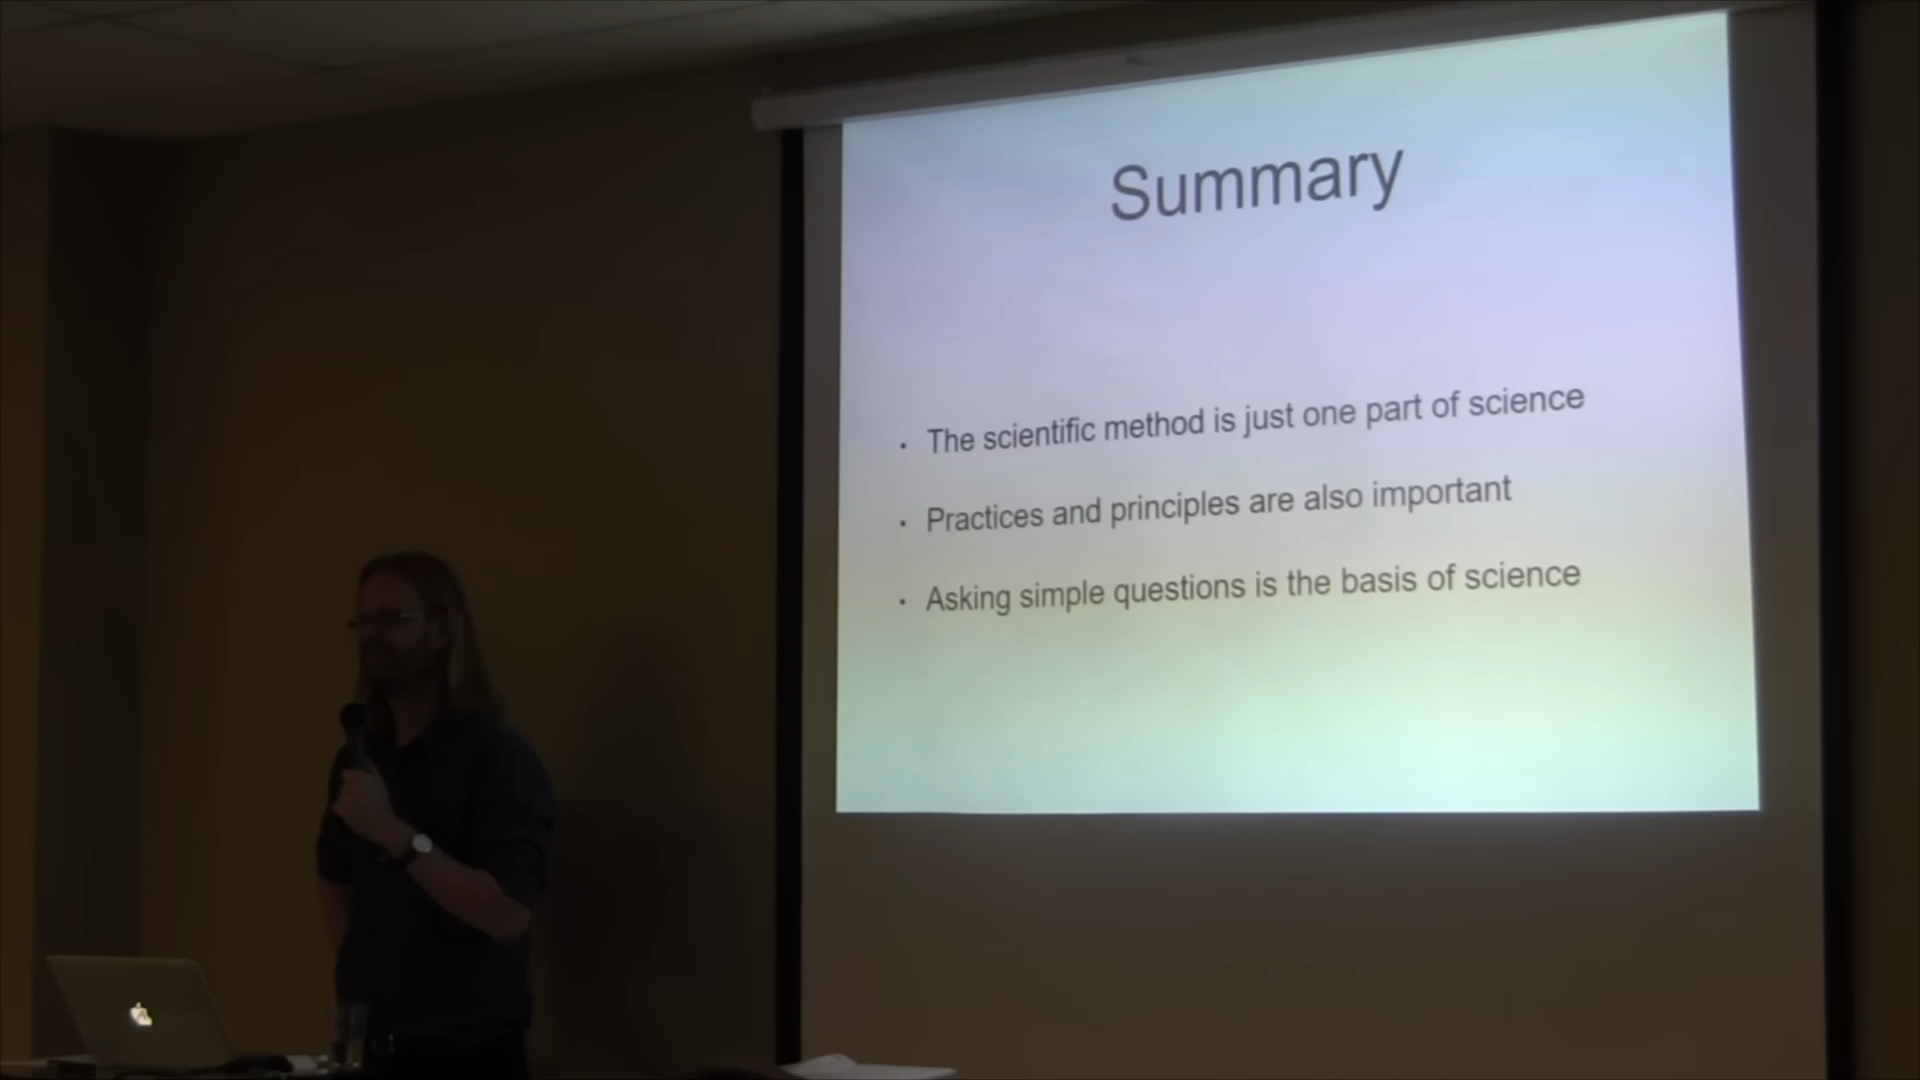 Summary
• The scientific method is just one part of science
• Practices and principles are also important
• Asking simple questions is the basis of science